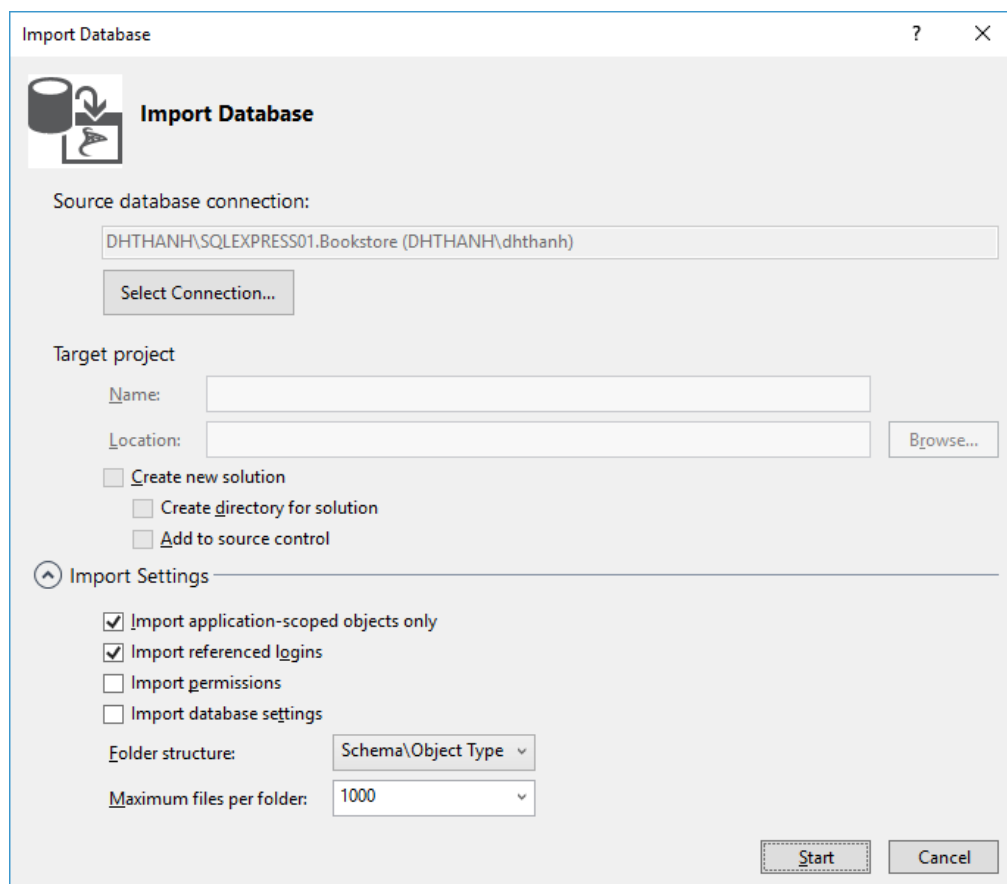 Import Database
?
Import Database
Source database connection:
DHTHANH\SQLEXPRESS01.Bookstore (DHTHANH\dhthanh)
Select Connection...
Target project
Name:
Location:
Browse...
Create new solution
Create directory for solution
Add to source control
Import Settings
Import application-scoped objects only
Import referenced logins
Import permissions
Import database settings
Folder structure: Schema\Object Type
Maximum files per folder: 1000
Start Cancel